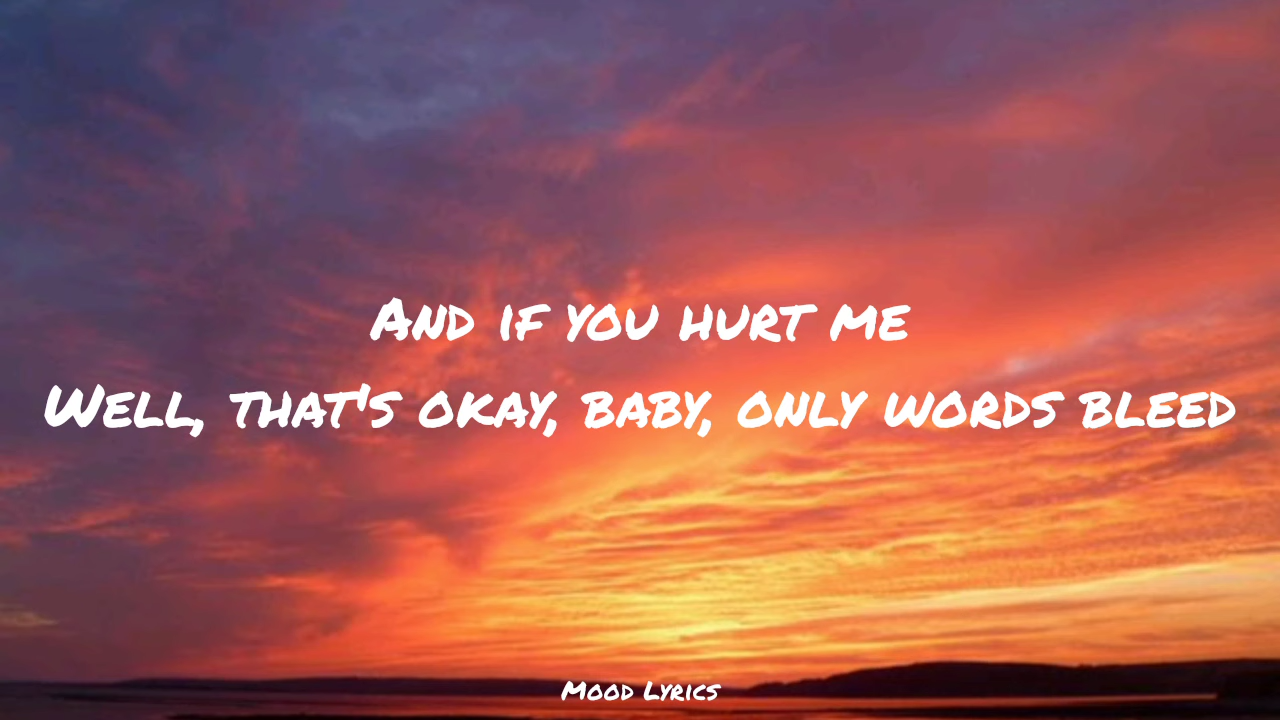 And if you hurt me
Well, that's okay, baby, only words bleed
Mood Lyrics